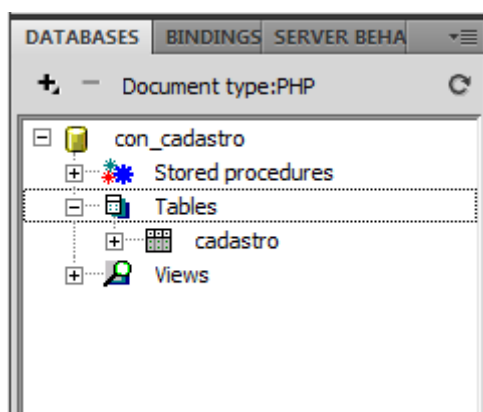 DATABASES BINDINGS SERVER BEHA
Document type:PHP
con_cadastro
Stored procedures
Tables
cadastro
Views